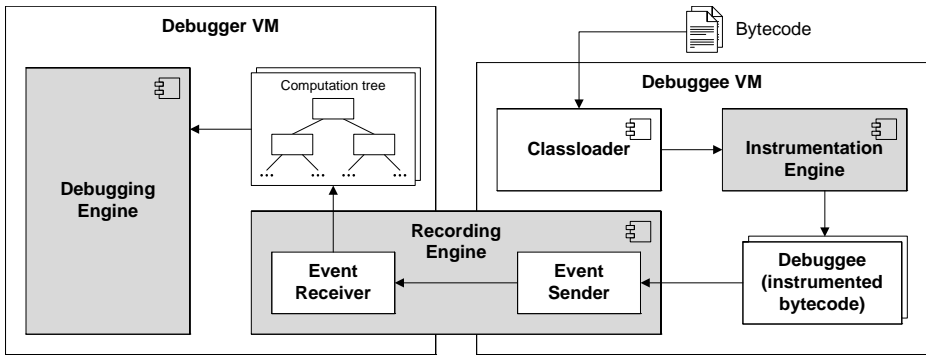 Debugger VM
Bytecode
Computation tree
Debuggee VM
Classloader
Instrumentation
Engine
Debugging
Engine
Recording
Engine
Event
Receiver
Event
Sender
Debuggee
(instrumented
bytecode)